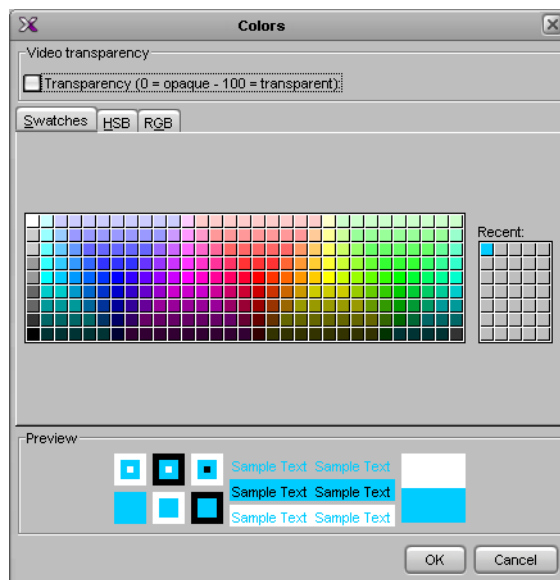 Colors
Video transparency
Transparency (0 = opaque - 100 = transparent):
Swatches HSB RGB
Recent:
Preview
Sample Text Sample Text
Sample Text Sample Text
Sample Text Sample Text
OK Cancel